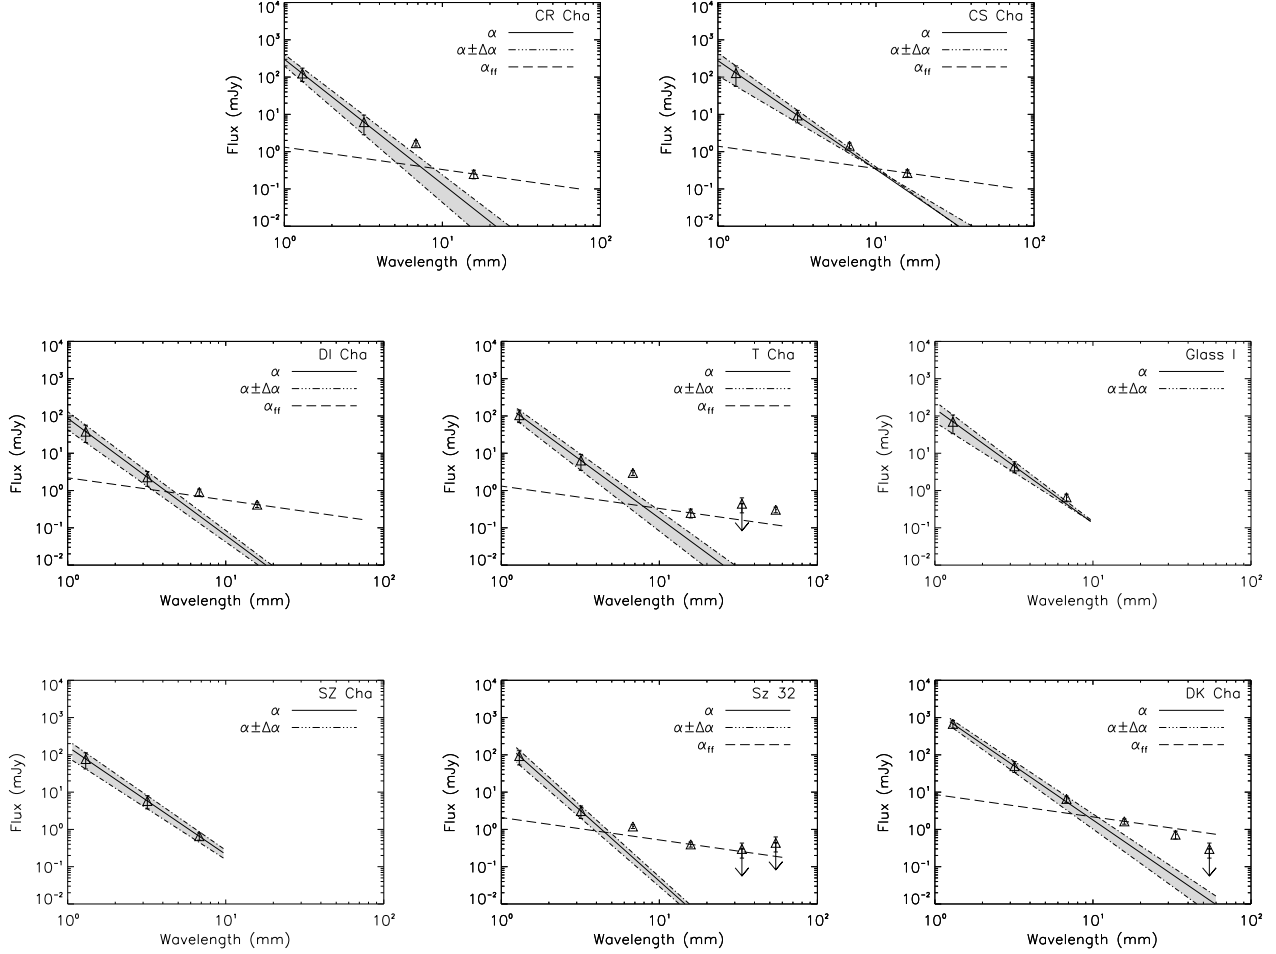 CR Cha
α
α±Δα
α_ff
10⁴
10³
10²
10¹
10⁰
10⁻¹
10⁻²
Flux (mJy)
10⁰ 10¹ 10²
Wavelength (mm)
CS Cha
α
α±Δα
α_ff
10⁴
10³
10²
10¹
10⁰
10⁻¹
10⁻²
Flux (mJy)
10⁰ 10¹ 10²
Wavelength (mm)
DI Cha
α
α±Δα
α_ff
10⁴
10³
10²
10¹
10⁰
10⁻¹
10⁻²
Flux (mJy)
10⁰ 10¹ 10²
Wavelength (mm)
T Cha
α
α±Δα
α_ff
10⁴
10³
10²
10¹
10⁰
10⁻¹
10⁻²
Flux (mJy)
10⁰ 10¹ 10²
Wavelength (mm)
Glass I
α
α±Δα
10⁴
10³
10²
10¹
10⁰
10⁻¹
10⁻²
Flux (mJy)
10⁰ 10¹ 10²
Wavelength (mm)
SZ Cha
α
α±Δα
10⁴
10³
10²
10¹
10⁰
10⁻¹
10⁻²
Flux (mJy)
10⁰ 10¹ 10²
Wavelength (mm)
Sz 32
α
α±Δα
α_ff
10⁴
10³
10²
10¹
10⁰
10⁻¹
10⁻²
Flux (mJy)
10⁰ 10¹ 10²
Wavelength (mm)
DK Cha
α
α±Δα
α_ff
10⁴
10³
10²
10¹
10⁰
10⁻¹
10⁻²
Flux (mJy)
10⁰ 10¹ 10²
Wavelength (mm)